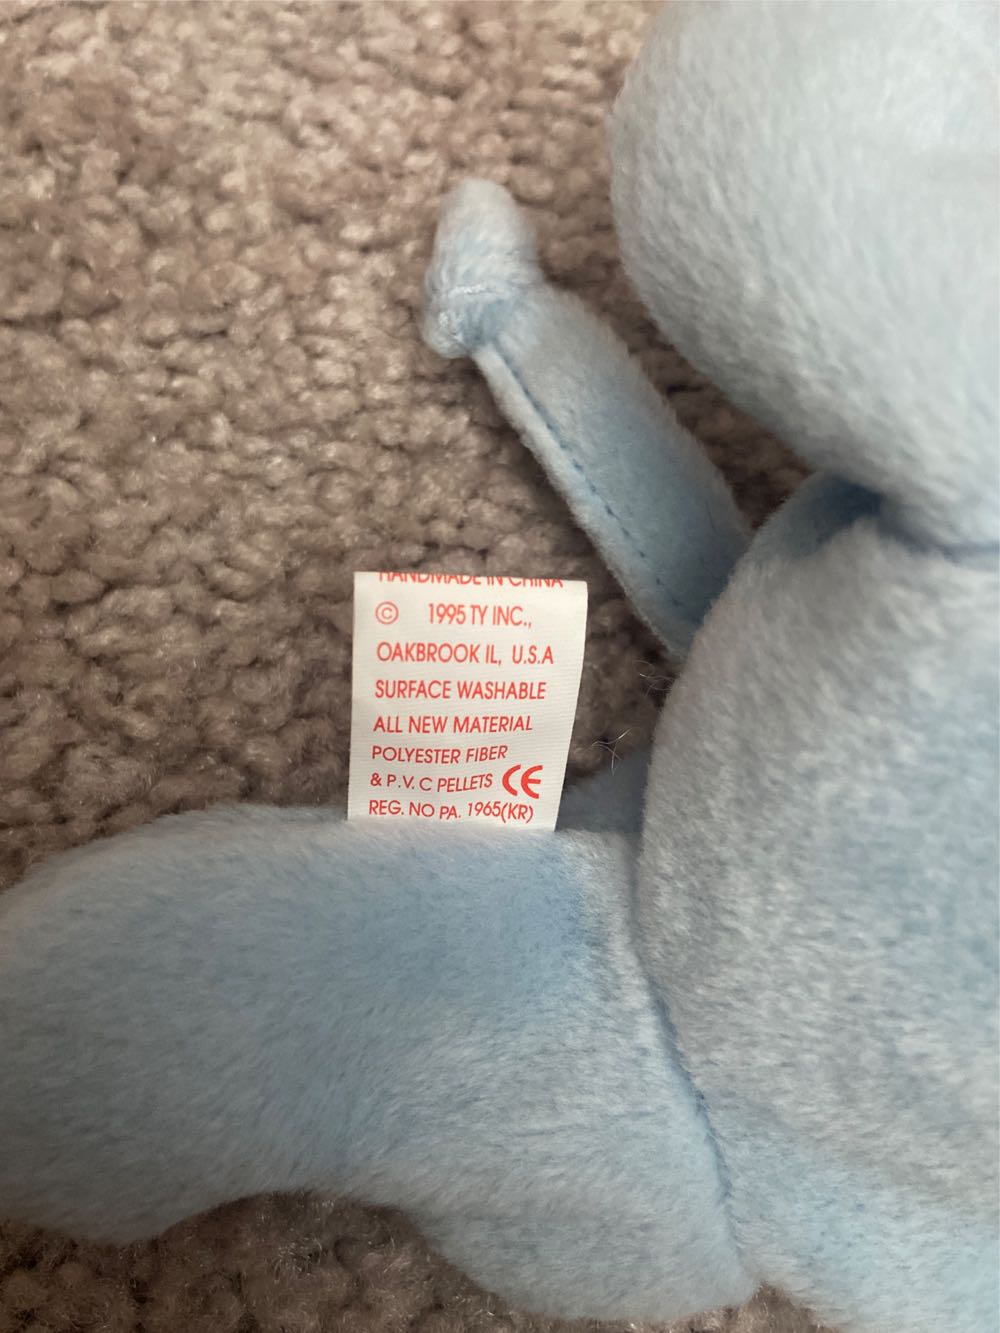 HANDMADE IN CHINA
© 1995 TY INC.,
OAKBROOK IL, U.S.A
SURFACE WASHABLE
ALL NEW MATERIAL
POLYESTER FIBER
& P.V. C PELLETS CE
REG. NO PA. 1965(KR)